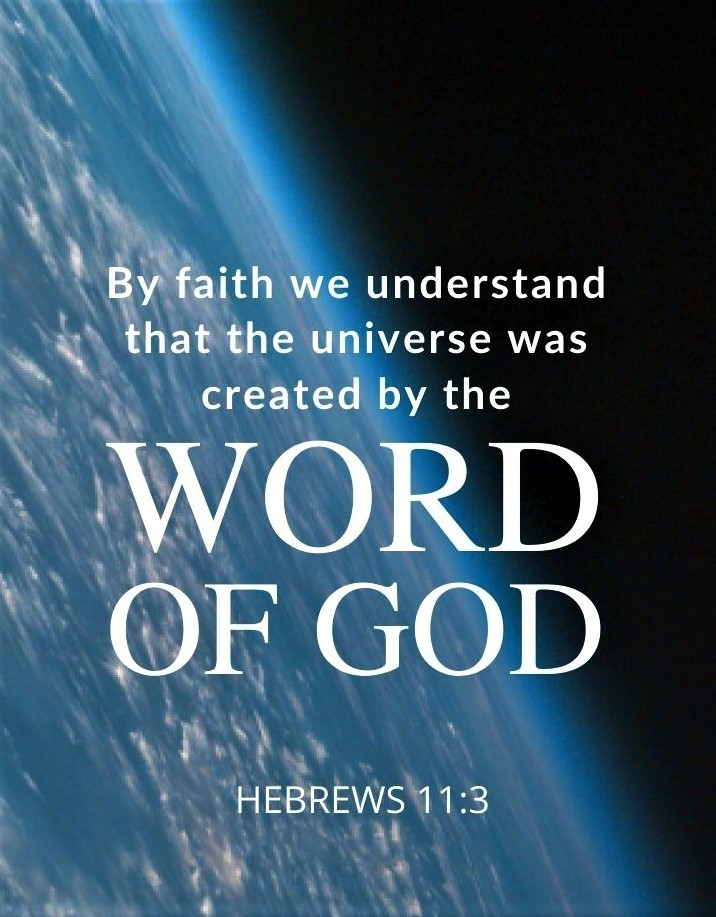 By faith we understand
that the universe was
created by the
WORD
OF GOD
HEBREWS 11:3